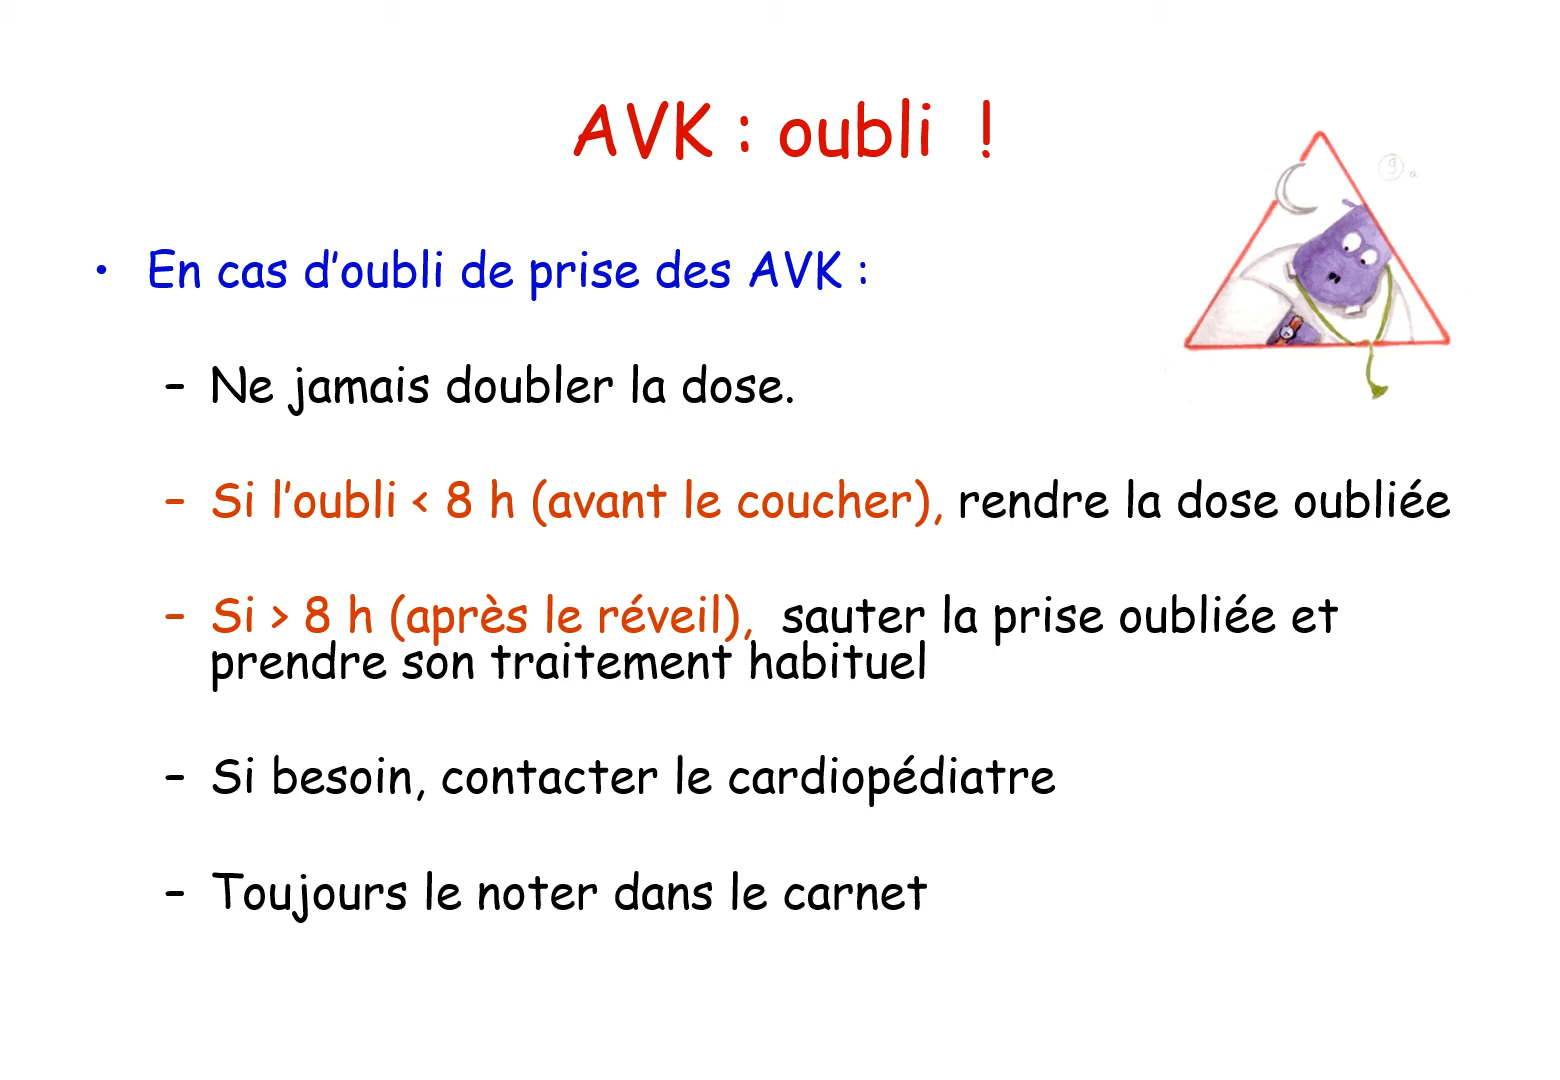 AVK : oubli !
• En cas d’oubli de prise des AVK :
– Ne jamais doubler la dose.
– Si l’oubli < 8 h (avant le coucher), rendre la dose oubliée
– Si > 8 h (après le réveil), sauter la prise oubliée et
prendre son traitement habituel
– Si besoin, contacter le cardiopédiatre
– Toujours le noter dans le carnet